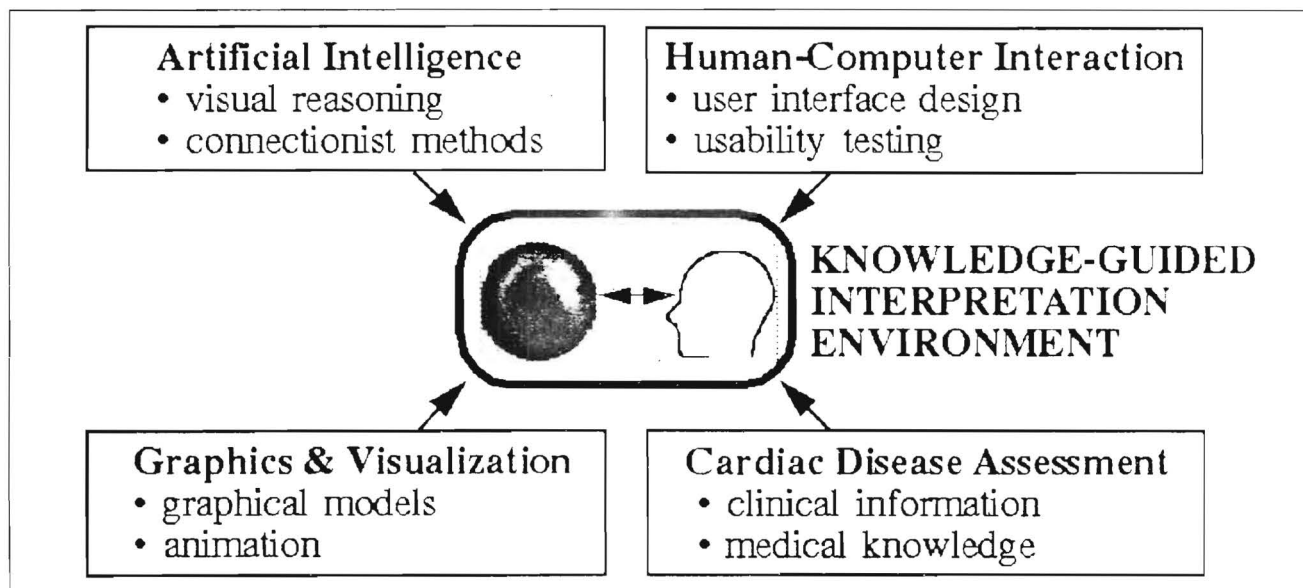 Artificial Intelligence
• visual reasoning
• connectionist methods
Human-Computer Interaction
• user interface design
• usability testing
KNOWLEDGE-GUIDED
INTERPRETATION
ENVIRONMENT
Graphics & Visualization
• graphical models
• animation
Cardiac Disease Assessment
• clinical information
• medical knowledge